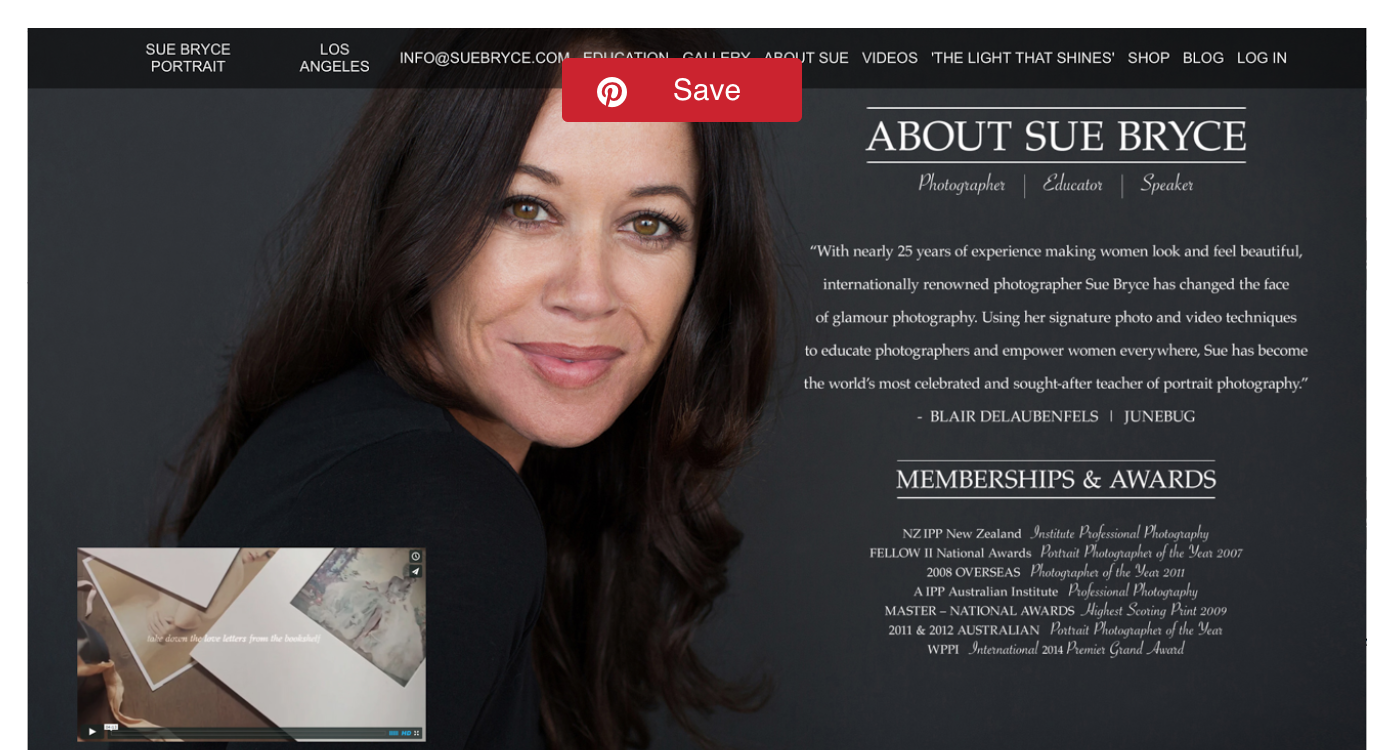 SUE BRYCE
PORTRAIT
LOS
ANGELES
INFO@SUEBRYCE.COM EDUCATION GALLERY ABOUT SUE VIDEOS 'THE LIGHT THAT SHINES' SHOP BLOG LOG IN
Save
ABOUT SUE BRYCE
Photographer | Educator | Speaker
“With nearly 25 years of experience making women look and feel beautiful,
internationally renowned photographer Sue Bryce has changed the face
of glamour photography. Using her signature photo and video techniques
to educate photographers and empower women everywhere, Sue has become
the world’s most celebrated and sought-after teacher of portrait photography.”
- BLAIR DELAUBENFELS | JUNEBUG
MEMBERSHIPS & AWARDS
NZ IPP New Zealand Institute Professional Photography
FELLOW II National Awards Portrait Photographer of the Year 2007
2008 OVERSEAS Photographer of the Year 2011
A IPP Australian Institute Professional Photography
MASTER – NATIONAL AWARDS Highest Scoring Print 2009
2011 & 2012 AUSTRALIAN Portrait Photographer of the Year
WPPI International 2014 Premier Grand Award
take down the love letters from the bookshelf
HD